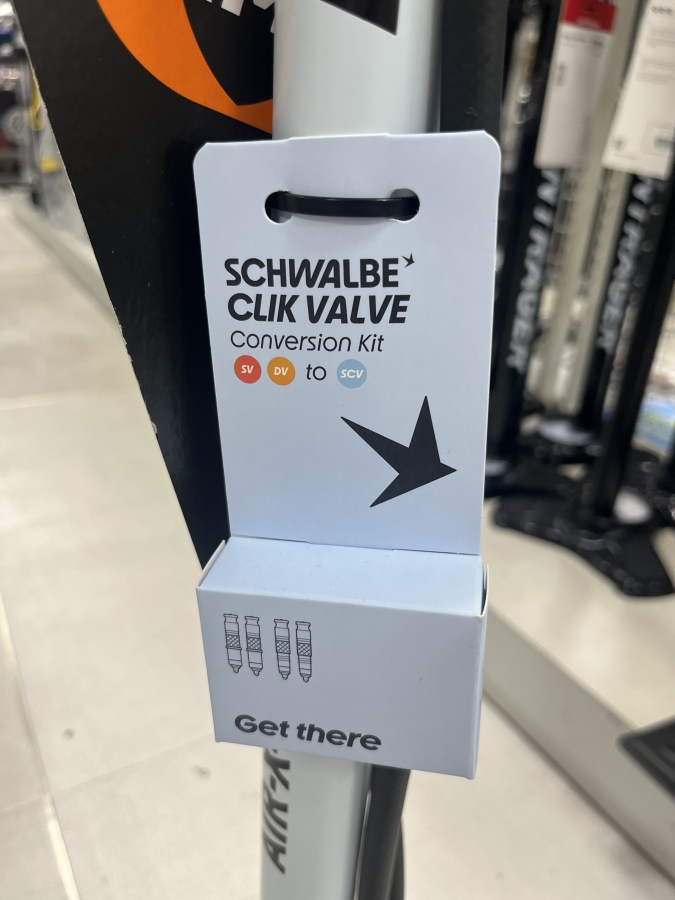 SCHWALBE
CLIK VALVE
Conversion Kit
SV DV to SCV
Get there